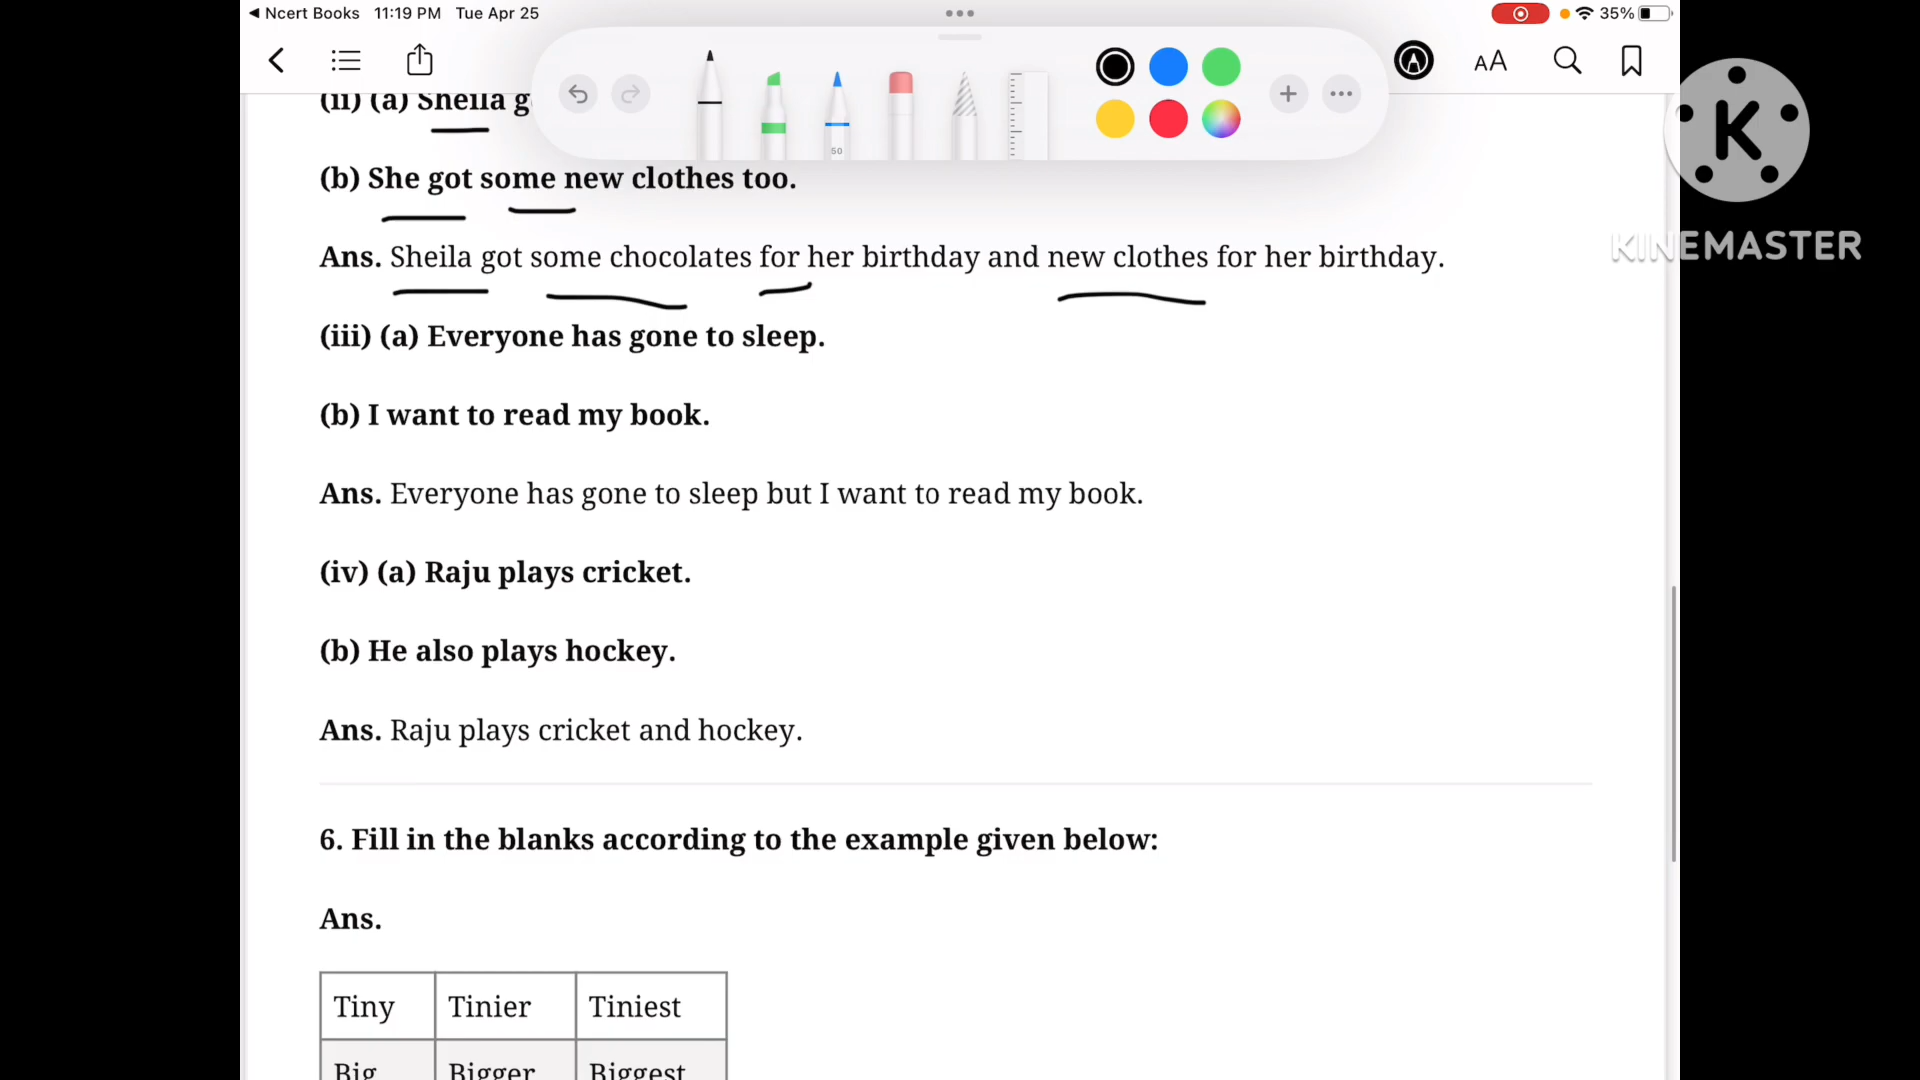 Ncert Books 11:19 PM Tue Apr 25
35%
AA
50
K
KINEMASTER
(ii) (a) Sheila g
(b) She got some new clothes too.
Ans. Sheila got some chocolates for her birthday and new clothes for her birthday.
(iii) (a) Everyone has gone to sleep.
(b) I want to read my book.
Ans. Everyone has gone to sleep but I want to read my book.
(iv) (a) Raju plays cricket.
(b) He also plays hockey.
Ans. Raju plays cricket and hockey.
6. Fill in the blanks according to the example given below:
Ans.
Tiny Tinier Tiniest
Big Bigger Biggest